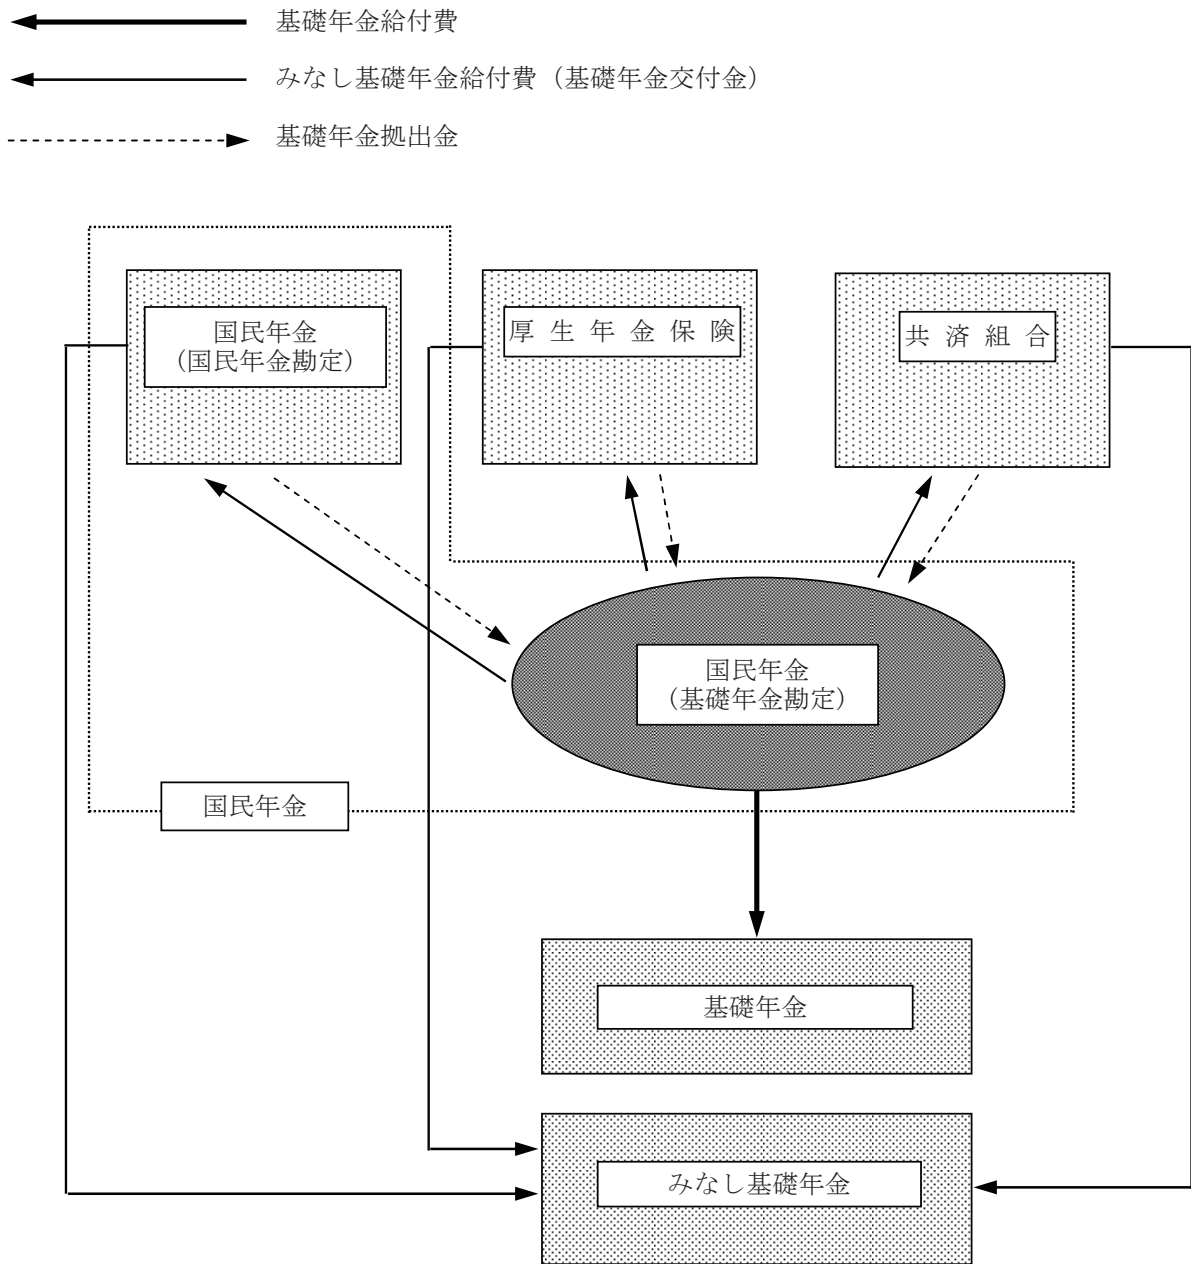 基礎年金給付費
みなし基礎年金給付費（基礎年金交付金）
基礎年金拠出金
国民年金
（国民年金勘定）
厚生年金保険
共済組合
国民年金
（基礎年金勘定）
国民年金
基礎年金
みなし基礎年金